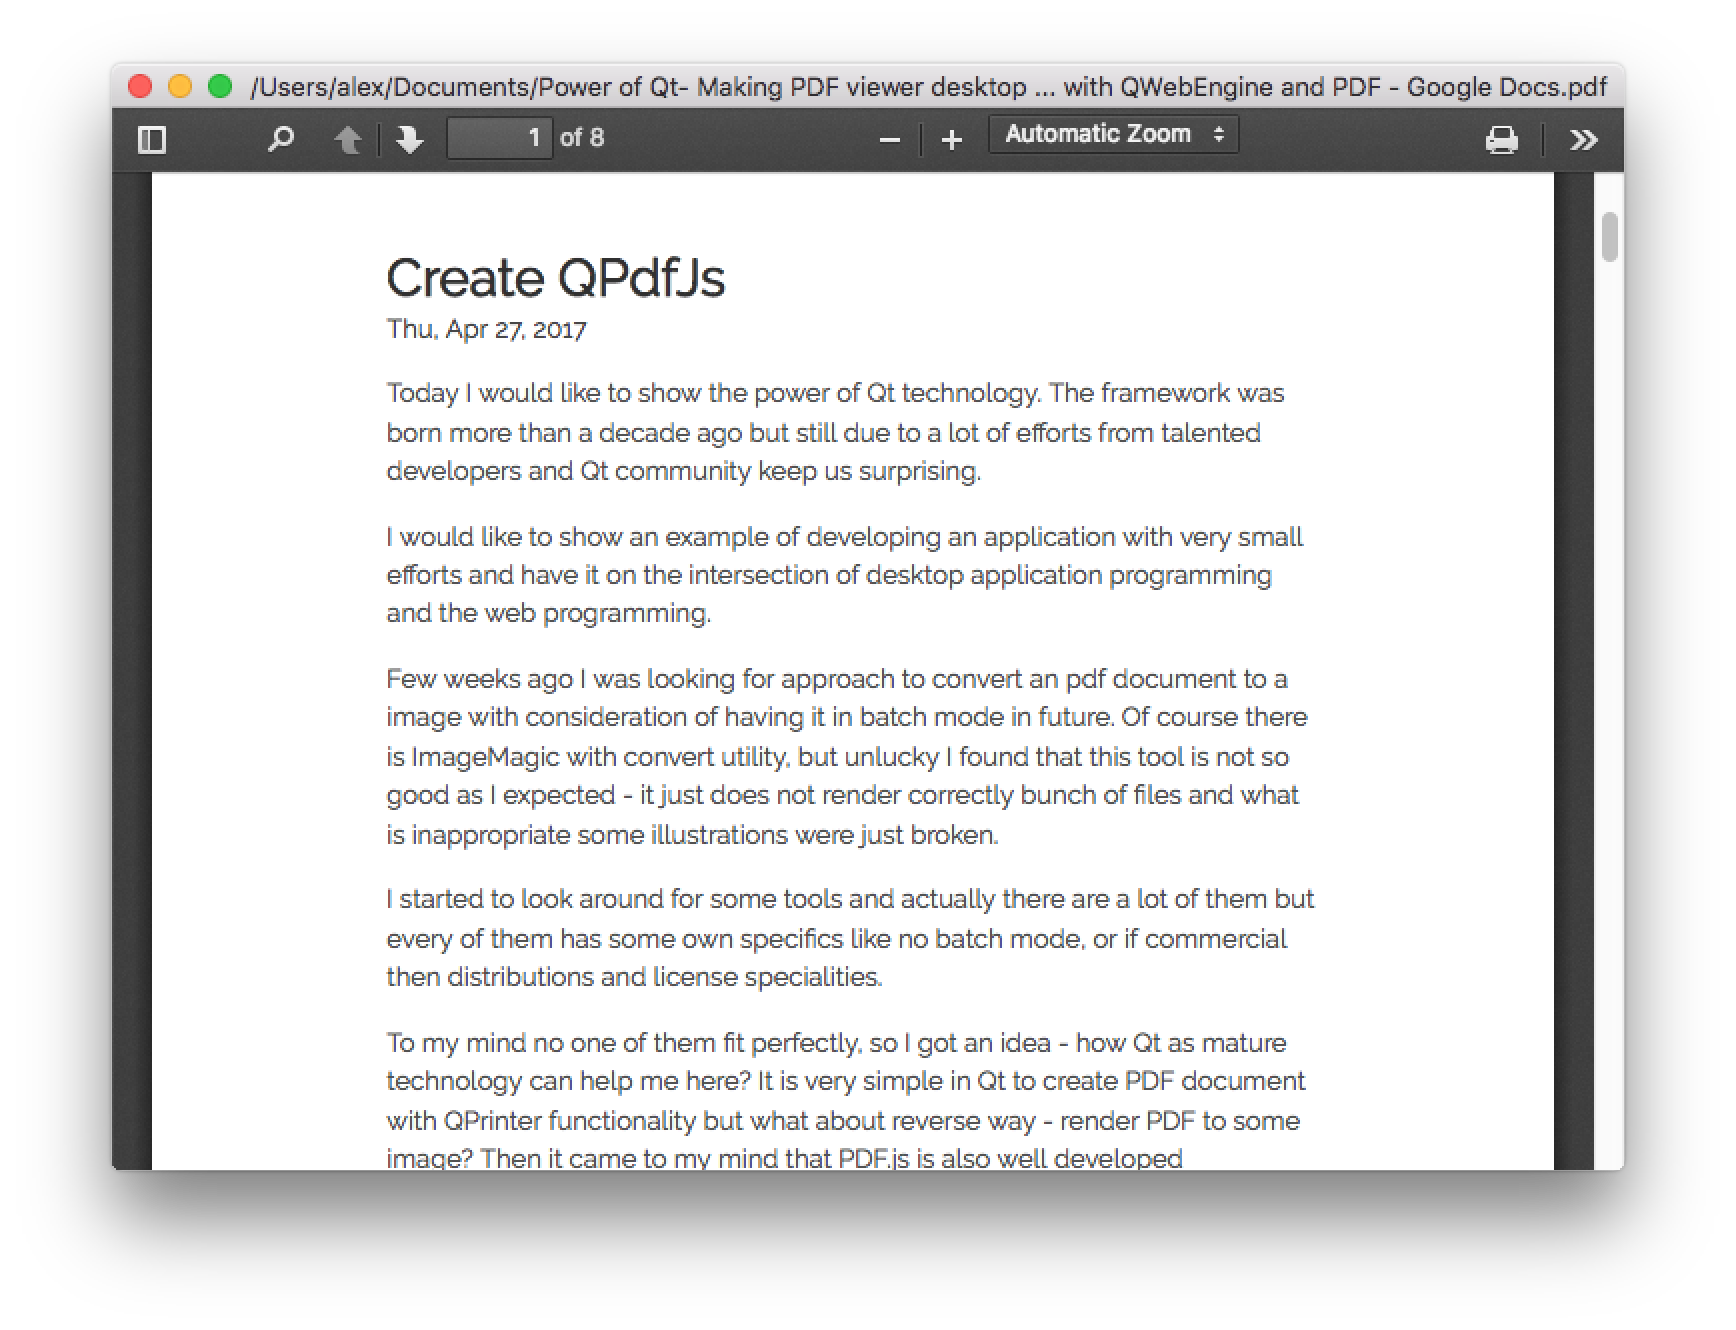 /Users/alex/Documents/Power of Qt- Making PDF viewer desktop ... with QWebEngine and PDF - Google Docs.pdf
1 of 8
Automatic Zoom
Create QPdfJs
Thu, Apr 27, 2017
Today I would like to show the power of Qt technology. The framework was
born more than a decade ago but still due to a lot of efforts from talented
developers and Qt community keep us surprising.
I would like to show an example of developing an application with very small
efforts and have it on the intersection of desktop application programming
and the web programming.
Few weeks ago I was looking for approach to convert an pdf document to a
image with consideration of having it in batch mode in future. Of course there
is ImageMagic with convert utility, but unlucky I found that this tool is not so
good as I expected - it just does not render correctly bunch of files and what
is inappropriate some illustrations were just broken.
I started to look around for some tools and actually there are a lot of them but
every of them has some own specifics like no batch mode, or if commercial
then distributions and license specialities.
To my mind no one of them fit perfectly, so I got an idea - how Qt as mature
technology can help me here? It is very simple in Qt to create PDF document
with QPrinter functionality but what about reverse way - render PDF to some
image? Then it came to my mind that PDF.js is also well developed